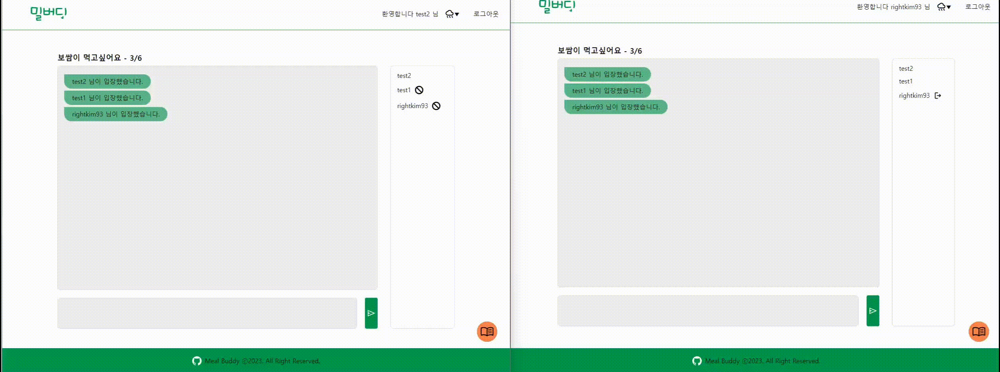 밀버디
환영합니다 test2 님
로그아웃
보쌈이 먹고싶어요 - 3/6
test2 님이 입장했습니다.
test1 님이 입장했습니다.
rightkim93 님이 입장했습니다.
test2
test1
rightkim93
Meal Buddy ⓒ2023. All Right Reserved.
밀버디
환영합니다 rightkim93 님
로그아웃
보쌈이 먹고싶어요 - 3/6
test2 님이 입장했습니다.
test1 님이 입장했습니다.
rightkim93 님이 입장했습니다.
test2
test1
rightkim93
Meal Buddy ⓒ2023. All Right Reserved.